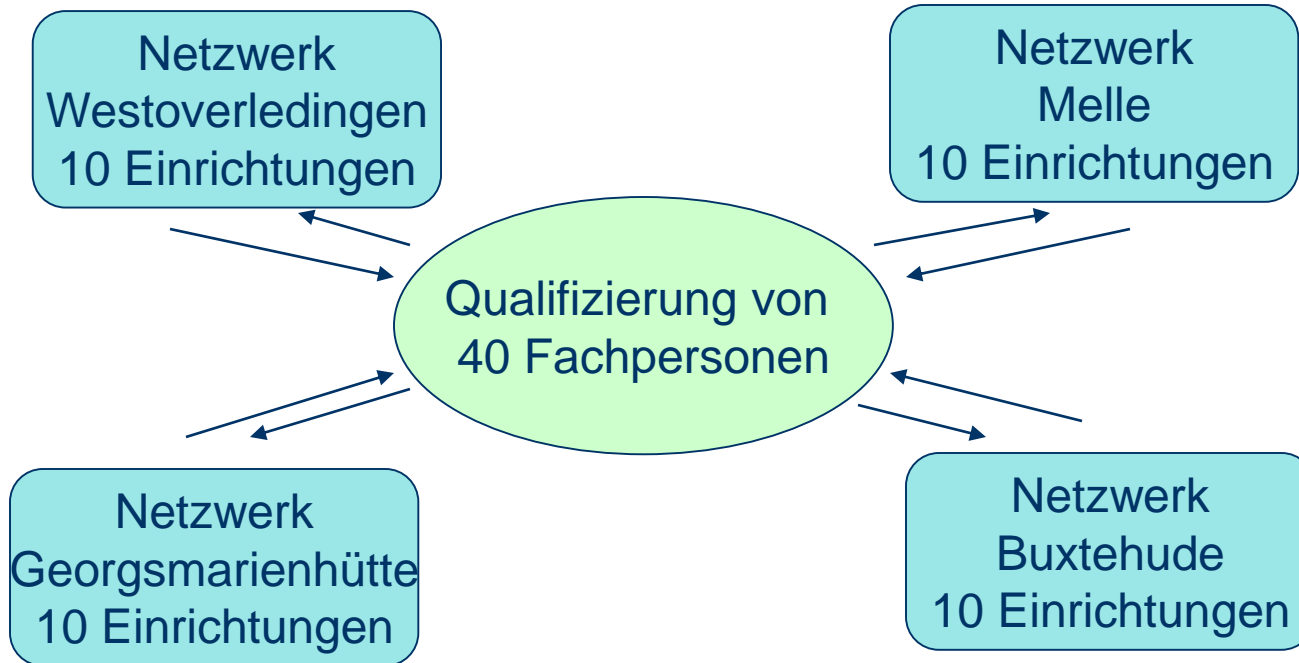 Netzwerk
Westoverledingen
10 Einrichtungen
Netzwerk
Melle
10 Einrichtungen
Qualifizierung von
40 Fachpersonen
Netzwerk
Georgsmarienhütte
10 Einrichtungen
Netzwerk
Buxtehude
10 Einrichtungen